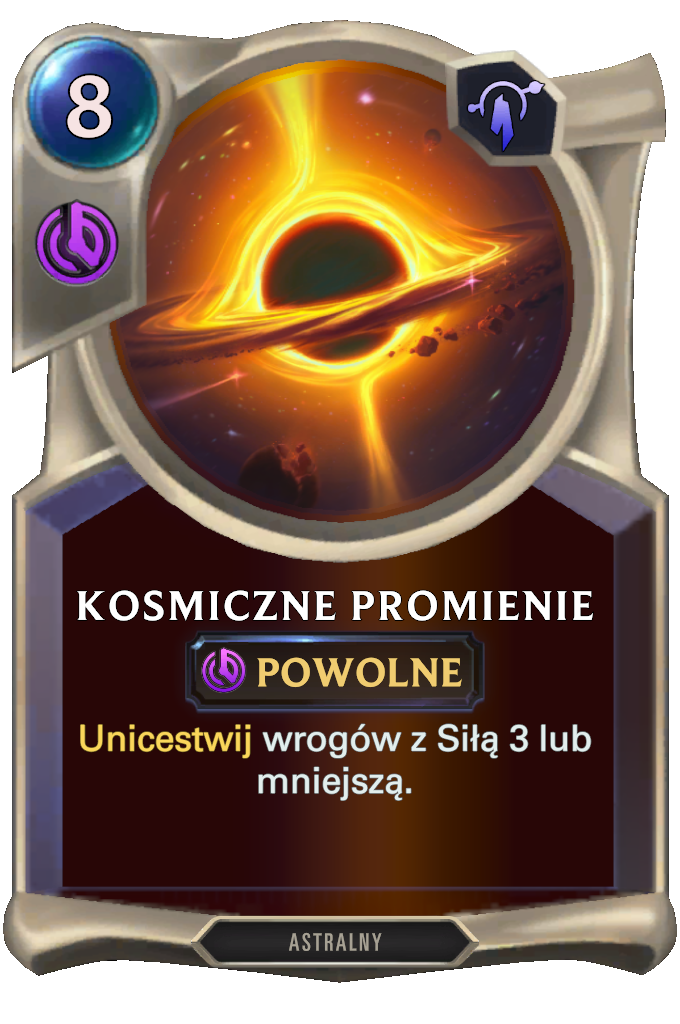 8
KOSMICZNE PROMIENIE
POWOLNE
Unicestwij wrogów z Siłą 3 lub
mniejszą.
ASTRALNY